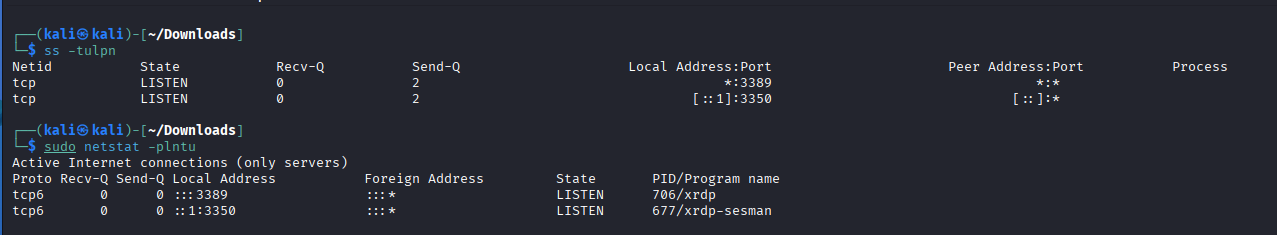 ┌──(kali㉿kali)-[~/Downloads]
└─$ ss -tulpn
Netid State Recv-Q Send-Q Local Address:Port Peer Address:Port Process
tcp LISTEN 0 2 *:3389 *:*
tcp LISTEN 0 2 [::1]:3350 [::]:*
┌──(kali㉿kali)-[~/Downloads]
└─$ sudo netstat -plntu
Active Internet connections (only servers)
Proto Recv-Q Send-Q Local Address Foreign Address State PID/Program name
tcp6 0 0 :::3389 :::* LISTEN 706/xrdp
tcp6 0 0 ::1:3350 :::* LISTEN 677/xrdp-sesman